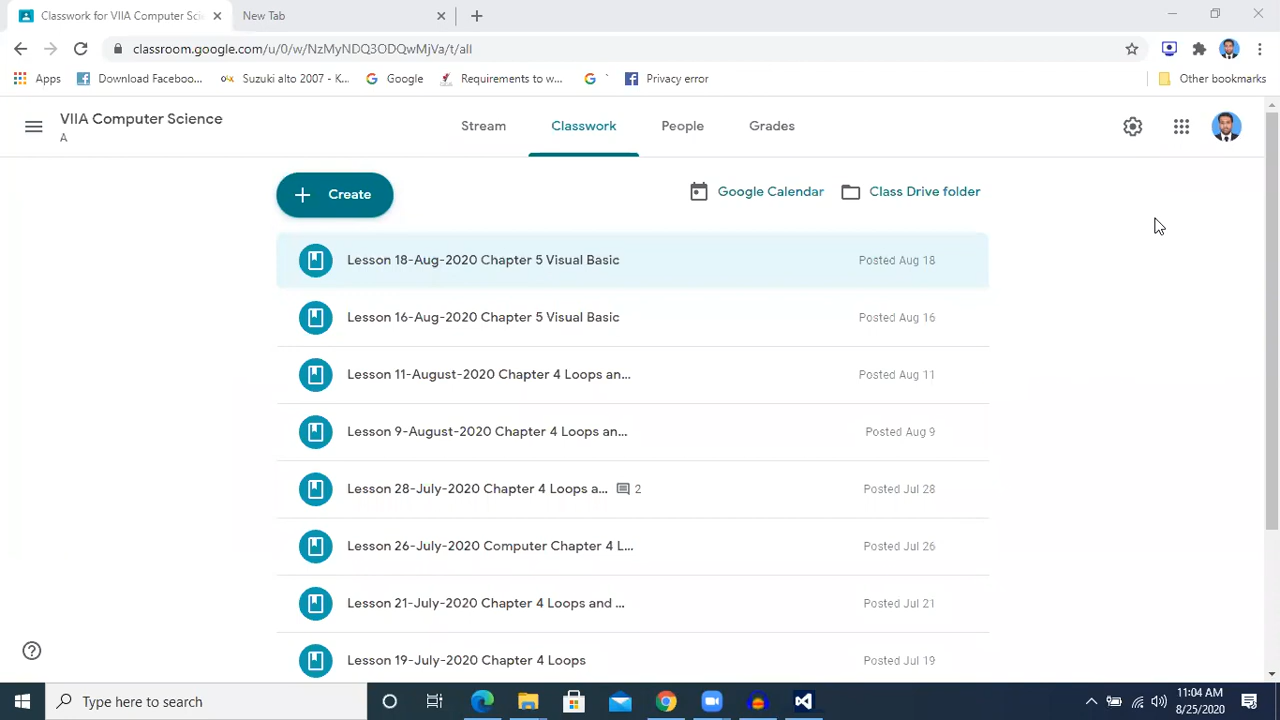 Classwork for VIIA Computer Scie
New Tab
classroom.google.com/u/0/w/NzMyNDQ3ODQwMjVa/t/all
Apps
Download Faceboo...
Suzuki alto 2007 - K...
Google
Requirements to w...
Privacy error
Other bookmarks
VIIA Computer Science
A
Stream
Classwork
People
Grades
Create
Google Calendar
Class Drive folder
Lesson 18-Aug-2020 Chapter 5 Visual Basic
Posted Aug 18
Lesson 16-Aug-2020 Chapter 5 Visual Basic
Posted Aug 16
Lesson 11-August-2020 Chapter 4 Loops an...
Posted Aug 11
Lesson 9-August-2020 Chapter 4 Loops an...
Posted Aug 9
Lesson 28-July-2020 Chapter 4 Loops a...
2
Posted Jul 28
Lesson 26-July-2020 Computer Chapter 4 L...
Posted Jul 26
Lesson 21-July-2020 Chapter 4 Loops and ...
Posted Jul 21
Lesson 19-July-2020 Chapter 4 Loops
Posted Jul 19
Type here to search
11:04 AM
8/25/2020